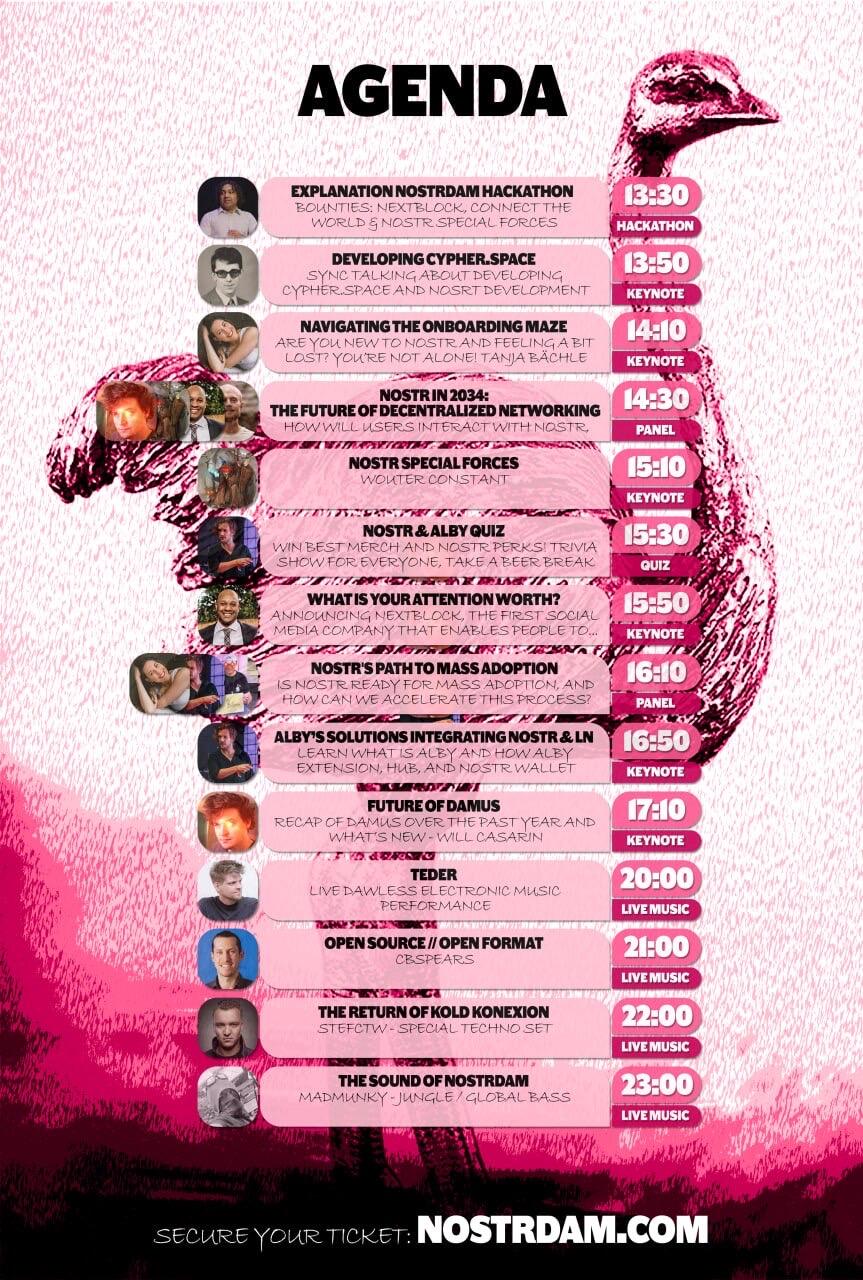 AGENDA
EXPLANATION NOSTRDAM HACKATHON
BOUNTIES: NEXTBLOCK, CONNECT THE
WORLD & NOSTR SPECIAL FORCES
13:30
HACKATHON
DEVELOPING CYPHER.SPACE
SYNC TALKING ABOUT DEVELOPING
CYPHER.SPACE AND NOSRT DEVELOPMENT
13:50
KEYNOTE
NAVIGATING THE ONBOARDING MAZE
ARE YOU NEW TO NOSTR AND FEELING A BIT
LOST? YOU'RE NOT ALONE! TANJA BÄCHLE
14:10
KEYNOTE
NOSTR IN 2034:
THE FUTURE OF DECENTRALIZED NETWORKING
HOW WILL USERS INTERACT WITH NOSTR,
14:30
PANEL
NOSTR SPECIAL FORCES
WOUTER CONSTANT
15:10
KEYNOTE
NOSTR & ALBY QUIZ
WIN BEST MERCH AND NOSTR PERKS! TRIVIA
SHOW FOR EVERYONE, TAKE A BEER BREAK
15:30
QUIZ
WHAT IS YOUR ATTENTION WORTH?
ANNOUNCING NEXTBLOCK, THE FIRST SOCIAL
MEDIA COMPANY THAT ENABLES PEOPLE TO...
15:50
KEYNOTE
NOSTR'S PATH TO MASS ADOPTION
IS NOSTR READY FOR MASS ADOPTION, AND
HOW CAN WE ACCELERATE THIS PROCESS?
16:10
PANEL
ALBY'S SOLUTIONS INTEGRATING NOSTR & LN
LEARN WHAT IS ALBY AND HOW ALBY
EXTENSION, HUB, AND NOSTR WALLET
16:50
KEYNOTE
FUTURE OF DAMUS
RECAP OF DAMUS OVER THE PAST YEAR AND
WHAT'S NEW - WILL CASARIN
17:10
KEYNOTE
TEDER
LIVE DAWLESS ELECTRONIC MUSIC
PERFORMANCE
20:00
LIVE MUSIC
OPEN SOURCE // OPEN FORMAT
CBSPEARS
21:00
LIVE MUSIC
THE RETURN OF KOLD KONEXION
STEFCTW - SPECIAL TECHNO SET
22:00
LIVE MUSIC
THE SOUND OF NOSTRDAM
MADMUNKY - JUNGLE / GLOBAL BASS
23:00
LIVE MUSIC
SECURE YOUR TICKET: NOSTRDAM.COM